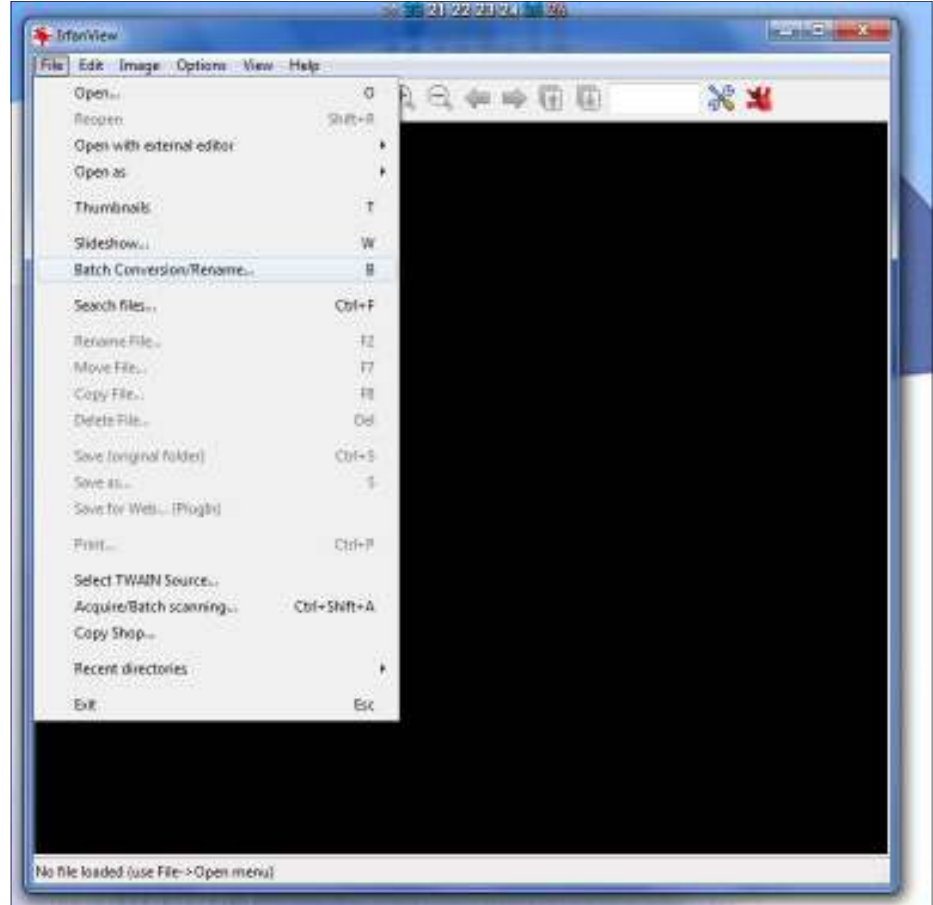 21 22 23 24 26
IrfanView
File Edit Image Options View Help
Open... O
Reopen Shift+R
Open with external editor
Open as
Thumbnails T
Slideshow... W
Batch Conversion/Rename... B
Search files... Ctrl+F
Rename File... F2
Move File... F7
Copy File... F8
Delete File... Del
Save (original folder) Ctrl+S
Save as... S
Save for Web... (PlugIn)
Print... Ctrl+P
Select TWAIN Source...
Acquire/Batch scanning... Ctrl+Shift+A
Copy Shop...
Recent directories
Exit Esc
No file loaded (use File->Open menu)